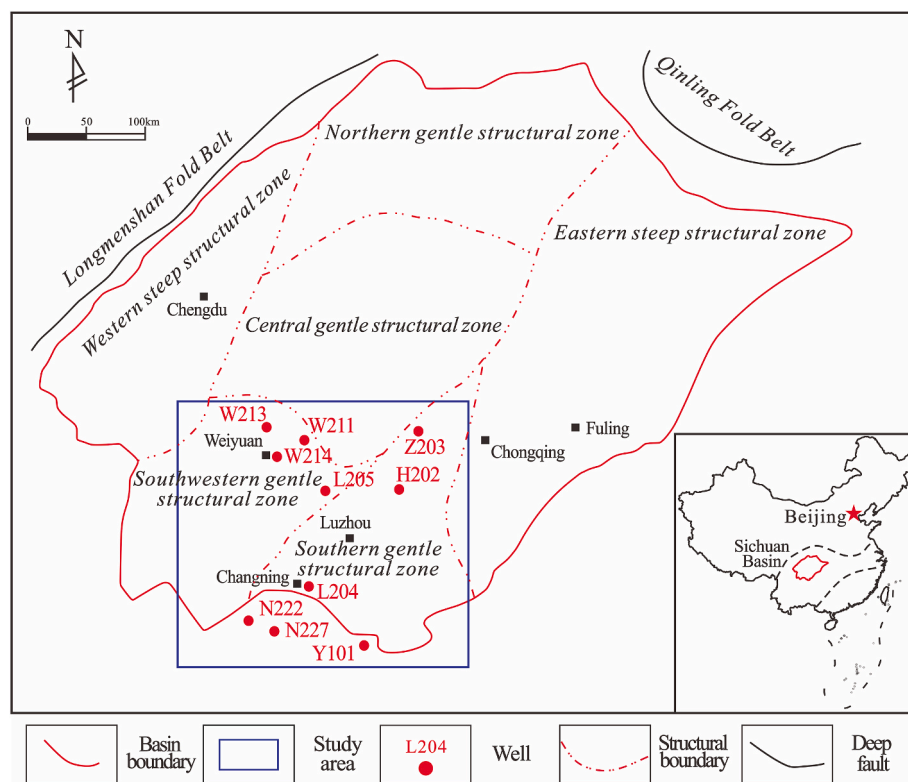 N
0
50
100km
Longmenshan Fold Belt
Qinling Fold Belt
Northern gentle structural zone
Western steep structural zone
Eastern steep structural zone
Chengdu
Central gentle structural zone
W213
W211
Weiyuan
W214
Z203
Chongqing
Fuling
Southwestern gentle
structural zone
L205
H202
Luzhou
Southern gentle
structural zone
Changning
L204
N222
N227
Y101
Beijing
Sichuan
Basin
Basin
boundary
Study
area
L204
Well
Structural
boundary
Deep
fault